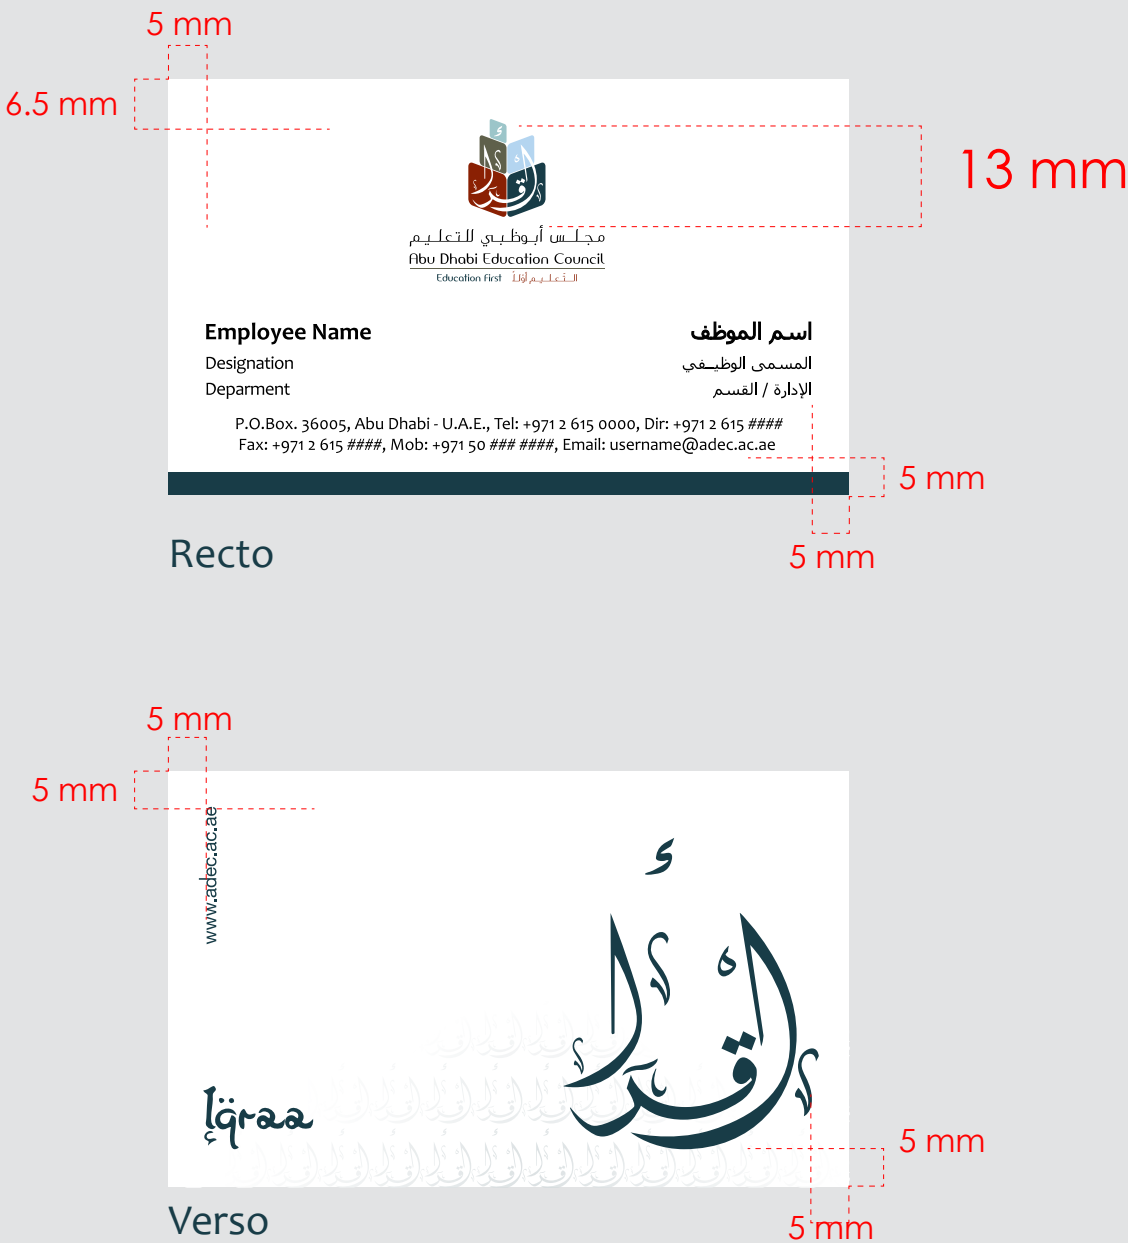 5 mm
6.5 mm
13 mm
مجلس أبوظبي للتعليم
Abu Dhabi Education Council
Education First التعليم أولاً
Employee Name اسم الموظف
Designation المسمى الوظيفي
Deparment الإدارة / القسم
P.O.Box. 36005, Abu Dhabi - U.A.E., Tel: +971 2 615 0000, Dir: +971 2 615 ####
Fax: +971 2 615 ####, Mob: +971 50 ### ####, Email: username@adec.ac.ae
5 mm
5 mm
Recto
5 mm
5 mm
www.adec.ac.ae
أقرأ
Iqraa
5 mm
5 mm
Verso